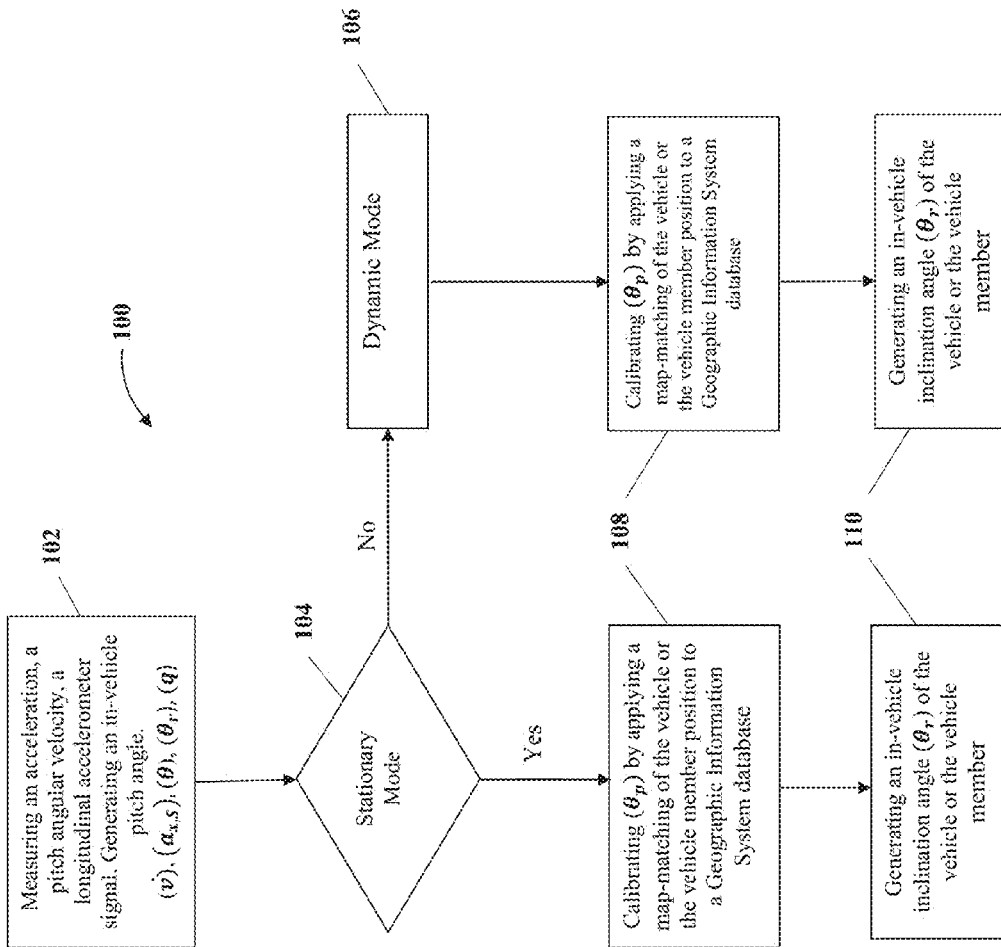 100
102
Measuring an acceleration, a
pitch angular velocity, a
longitudinal accelerometer
signal. Generating an in-vehicle
pitch angle.
(v̇), (a_{x,S}), (θ), (θ_r), (q)
104
Stationary
Mode
No
106
Dynamic Mode
Yes
108
Calibrating (θ_p) by applying a
map-matching of the vehicle or
the vehicle member position to
a Geographic Information
System database
Calibrating (θ_p) by applying a
map-matching of the vehicle or
the vehicle member position to a
Geographic Information System
database
110
Generating an in-vehicle
inclination angle (θ_r) of the
vehicle or the vehicle
member
Generating an in-vehicle
inclination angle (θ_r) of the
vehicle or the vehicle
member